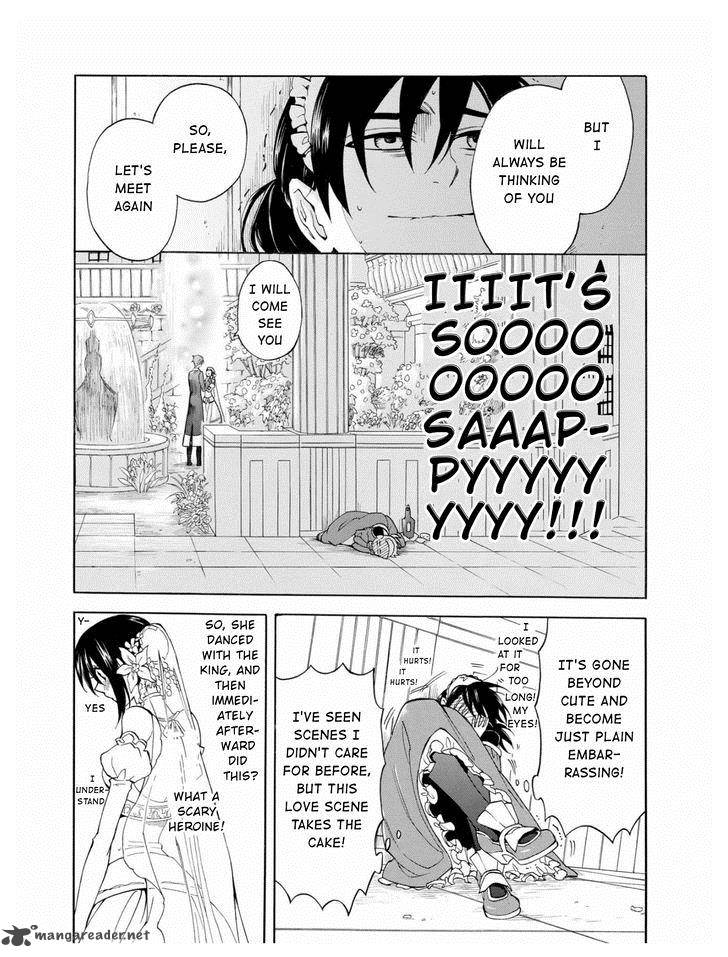 BUT
I
WILL
ALWAYS BE
THINKING
OF YOU
SO,
PLEASE,
LET'S
MEET
AGAIN
IIIIT'S
SOOOO
OOOOO
SAAAP-
PYYYYY
YYYY!!!
I WILL
COME
SEE
YOU
IT'S GONE
BEYOND
CUTE AND
BECOME
JUST PLAIN
EMBAR-
RASSING!
I
LOOKED
AT IT
FOR
TOO
LONG! MY
EYES!
IT
HURTS!
IT
HURTS!
I'VE SEEN
SCENES I
DIDN'T CARE
FOR BEFORE,
BUT THIS
LOVE SCENE
TAKES THE
CAKE!
SO, SHE
DANCED
WITH THE
KING, AND
THEN
IMMEDI-
ATELY
AFTER-
WARD DID
THIS?
WHAT A
SCARY
HEROINE!
Y-
YES
I
UNDER-
STAND
mangareader.net